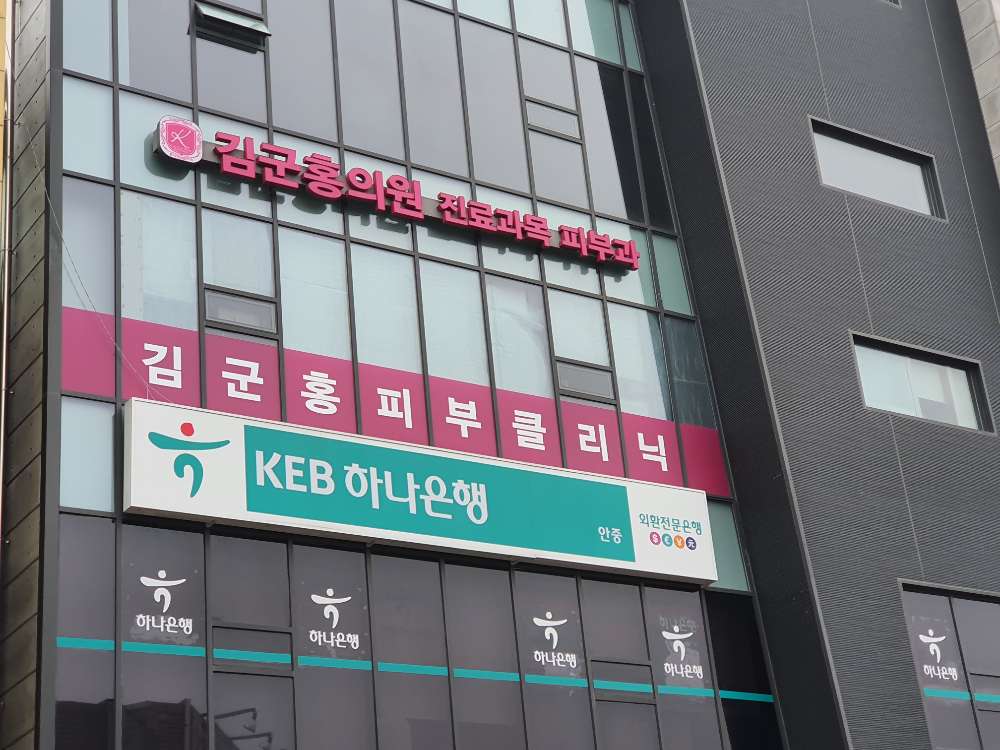 김군홍의원 진료과목 피부과
김군홍피부클리닉
KEB 하나은행
안중
외환전문은행
$ € ¥ 元
하나은행
하나은행
하나은행
하나은행
하나은행